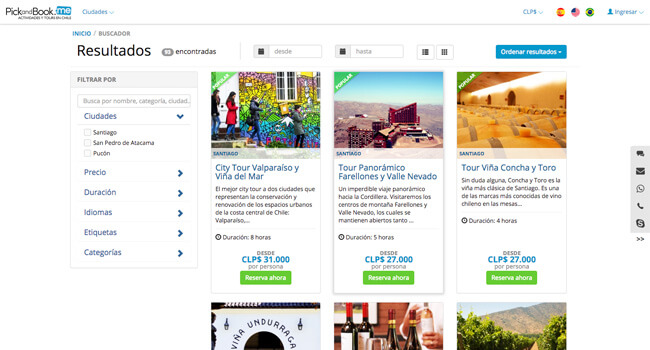 PickandBook.me
ACTIVIDADES Y TOURS EN CHILE
Ciudades
CLP$
Ingresar
INICIO / BUSCADOR
Resultados
encontradas
desde
hasta
Ordenar resultados
FILTRAR POR
Busca por nombre, categoría, ciudad.
Ciudades
Santiago
San Pedro de Atacama
Pucón
Precio
Duración
Idiomas
Etiquetas
Categorías
POPULAR
SANTIAGO
City Tour Valparaíso y
Viña del Mar
El mejor city tour a dos ciudades que
representan la conservación y
renovación de los espacios urbanos
de la costa central de Chile:
Valparaíso,...
Duración: 8 horas
DESDE
CLP$ 31.000
por persona
Reserva ahora
POPULAR
SANTIAGO
Tour Panorámico
Farellones y Valle Nevado
Un imperdible viaje panorámico
hacia la Cordillera. Visitaremos los
centros de montaña Farellones y
Valle Nevado, los cuales se
mantienen abiertos tanto ...
Duración: 5 horas
DESDE
CLP$ 27.000
por persona
Reserva ahora
POPULAR
SANTIAGO
Tour Viña Concha y Toro
Sin duda alguna, Concha y Toro es la
viña más clásica de Santiago. Es una
de las marcas más conocidas de vino
chileno en las mesas...
Duración: 4 horas
DESDE
CLP$ 27.000
por persona
Reserva ahora
>>
VIÑA UNDURRAGA